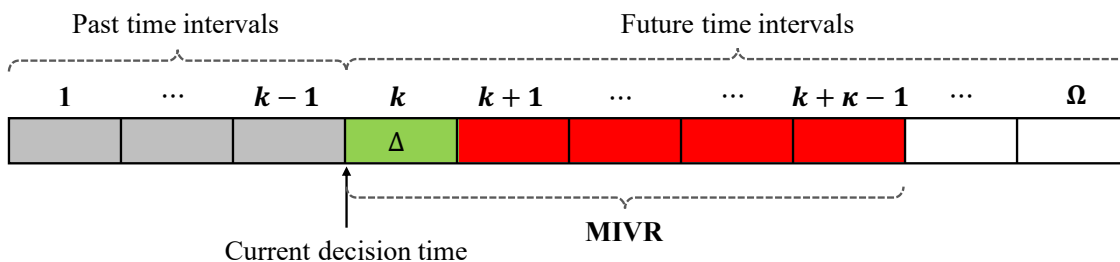 Past time intervals Future time intervals
1 ... k − 1 k k + 1 ... ... k + κ − 1 ... Ω
Δ
MIVR
Current decision time